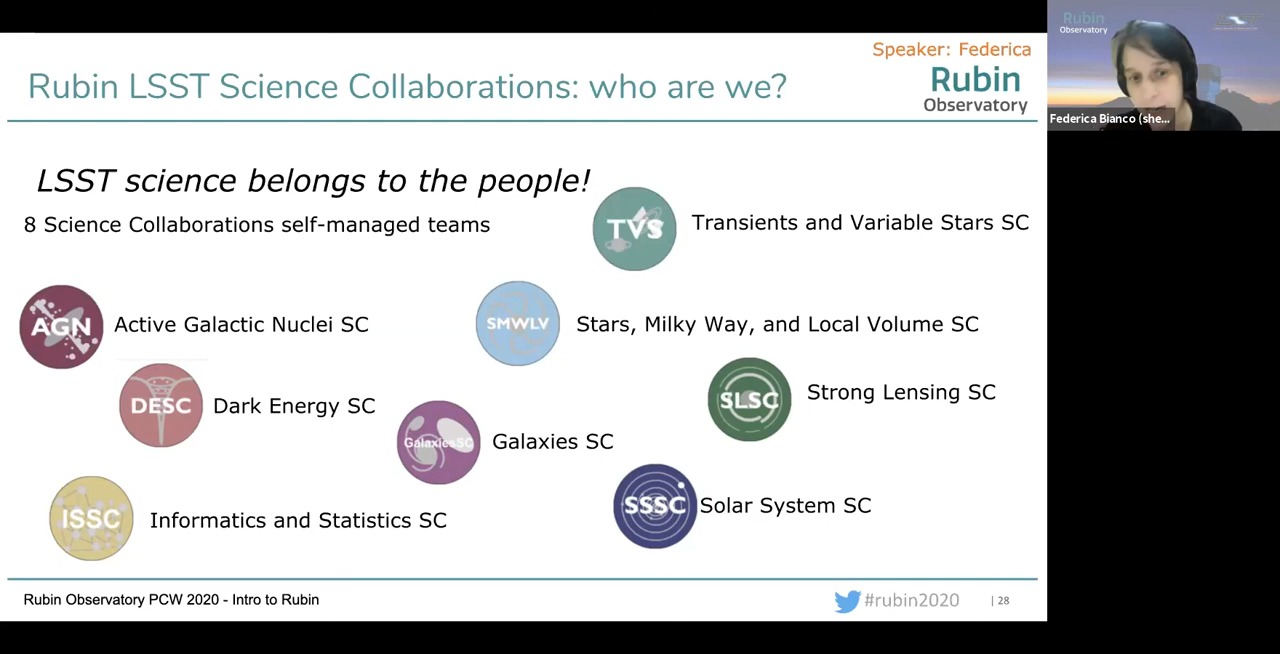 Speaker: Federica
Rubin LSST Science Collaborations: who are we?
Rubin
Observatory
LSST science belongs to the people!
8 Science Collaborations self-managed teams
TVS
Transients and Variable Stars SC
AGN
Active Galactic Nuclei SC
SMWLV
Stars, Milky Way, and Local Volume SC
DESC
Dark Energy SC
SLSC
Strong Lensing SC
GalaxiesSC
Galaxies SC
ISSC
Informatics and Statistics SC
SSSC
Solar System SC
Rubin Observatory PCW 2020 - Intro to Rubin
#rubin2020
| 28
Rubin
Observatory
Federica Bianco (she...